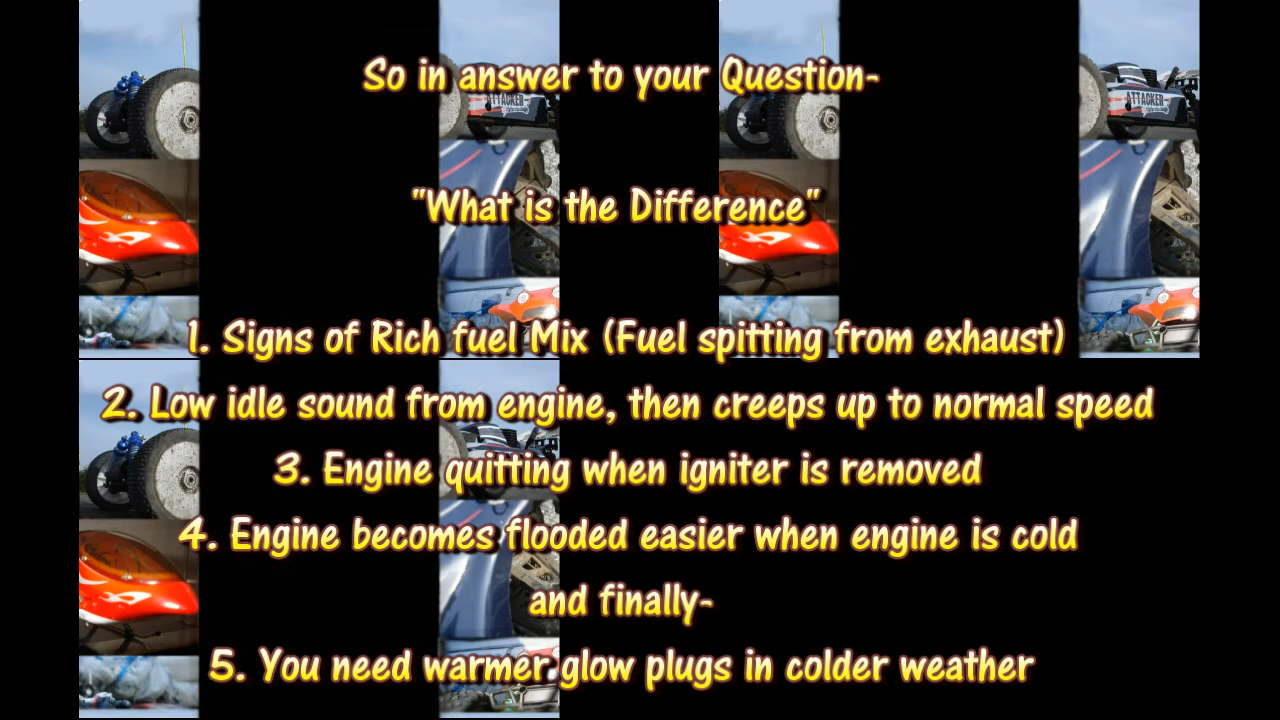 So in answer to your Question-
"What is the Difference"
1. Signs of Rich fuel Mix (Fuel spitting from exhaust)
2. Low idle sound from engine, then creeps up to normal speed
3. Engine quitting when igniter is removed
4. Engine becomes flooded easier when engine is cold
and finally-
5. You need warmer glow plugs in colder weather
ATTACKER
ATTACKER